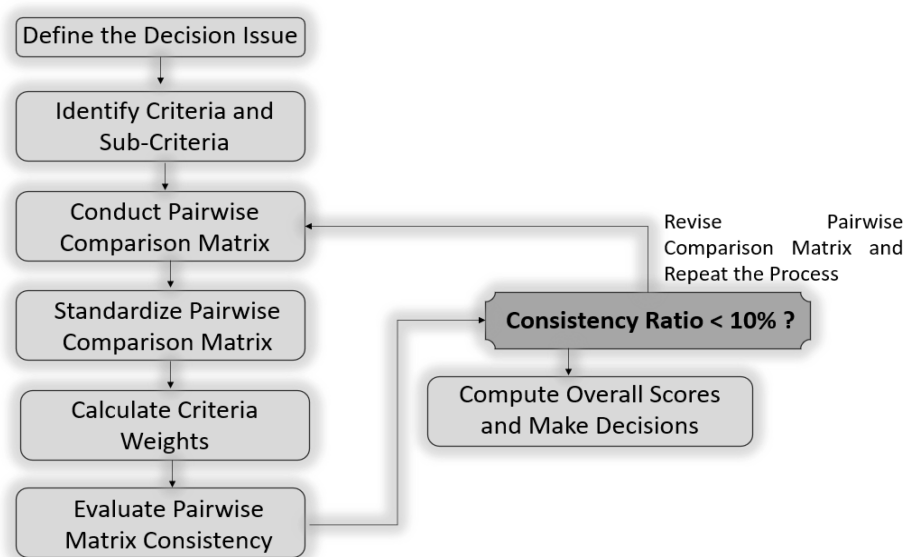 Define the Decision Issue
Identify Criteria and
Sub-Criteria
Conduct Pairwise
Comparison Matrix
Standardize Pairwise
Comparison Matrix
Calculate Criteria
Weights
Evaluate Pairwise
Matrix Consistency
Revise Pairwise
Comparison Matrix and
Repeat the Process
Consistency Ratio < 10% ?
Compute Overall Scores
and Make Decisions